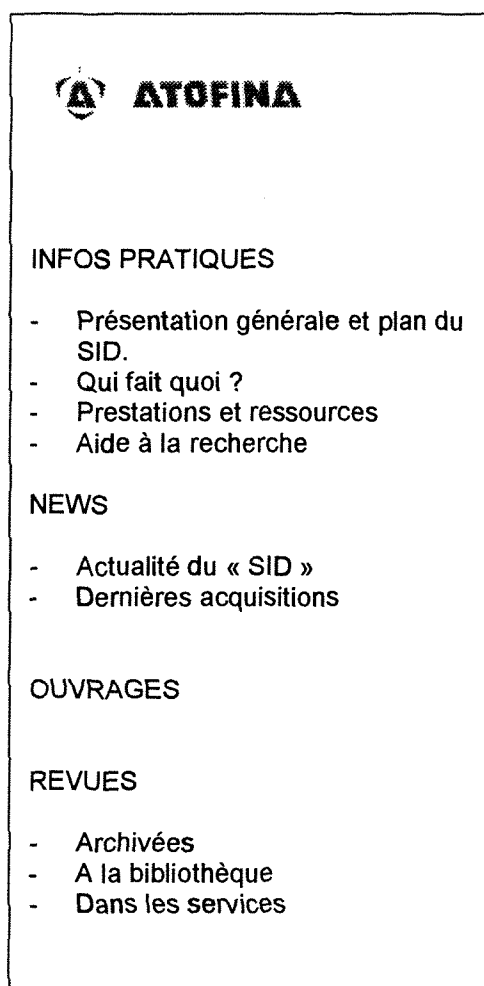 ATOFINA
INFOS PRATIQUES
- Présentation générale et plan du
SID.
- Qui fait quoi ?
- Prestations et ressources
- Aide à la recherche
NEWS
- Actualité du « SID »
- Dernières acquisitions
OUVRAGES
REVUES
- Archivées
- A la bibliothèque
- Dans les services